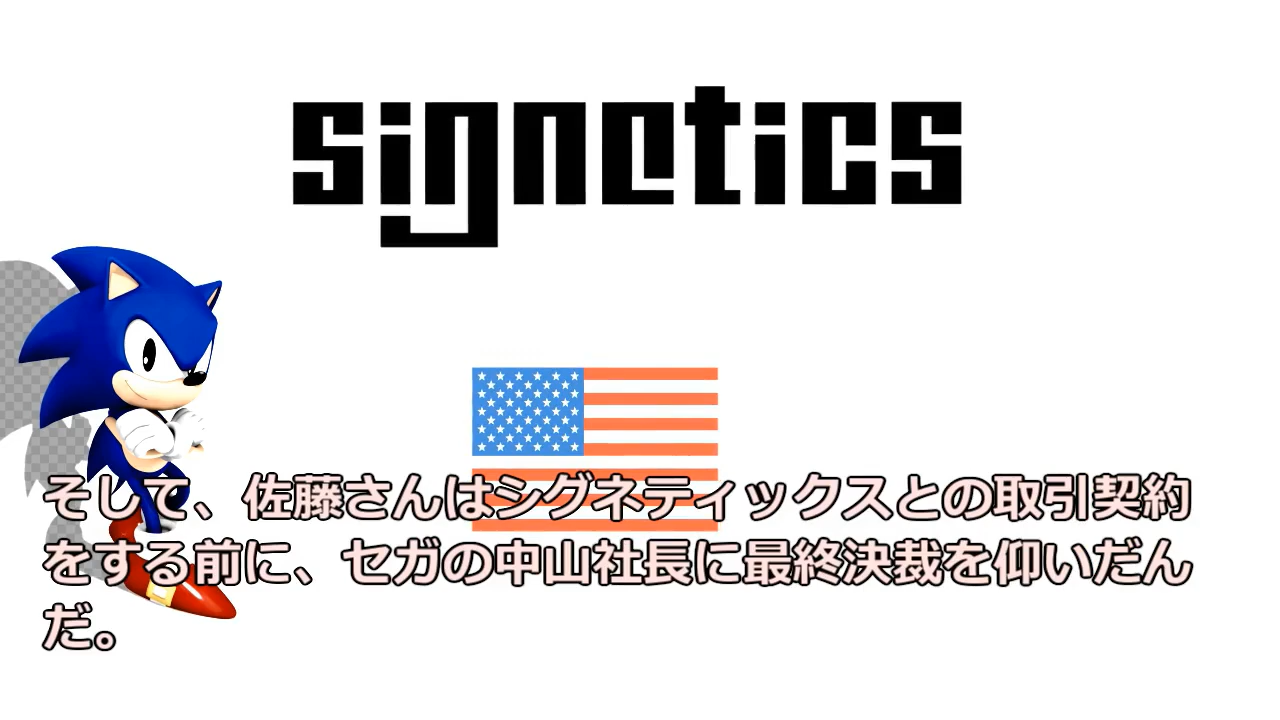 signetics
そして、佐藤さんはシグネティックスとの取引契約
をする前に、セガの中山社長に最終決裁を仰いだん
だ。